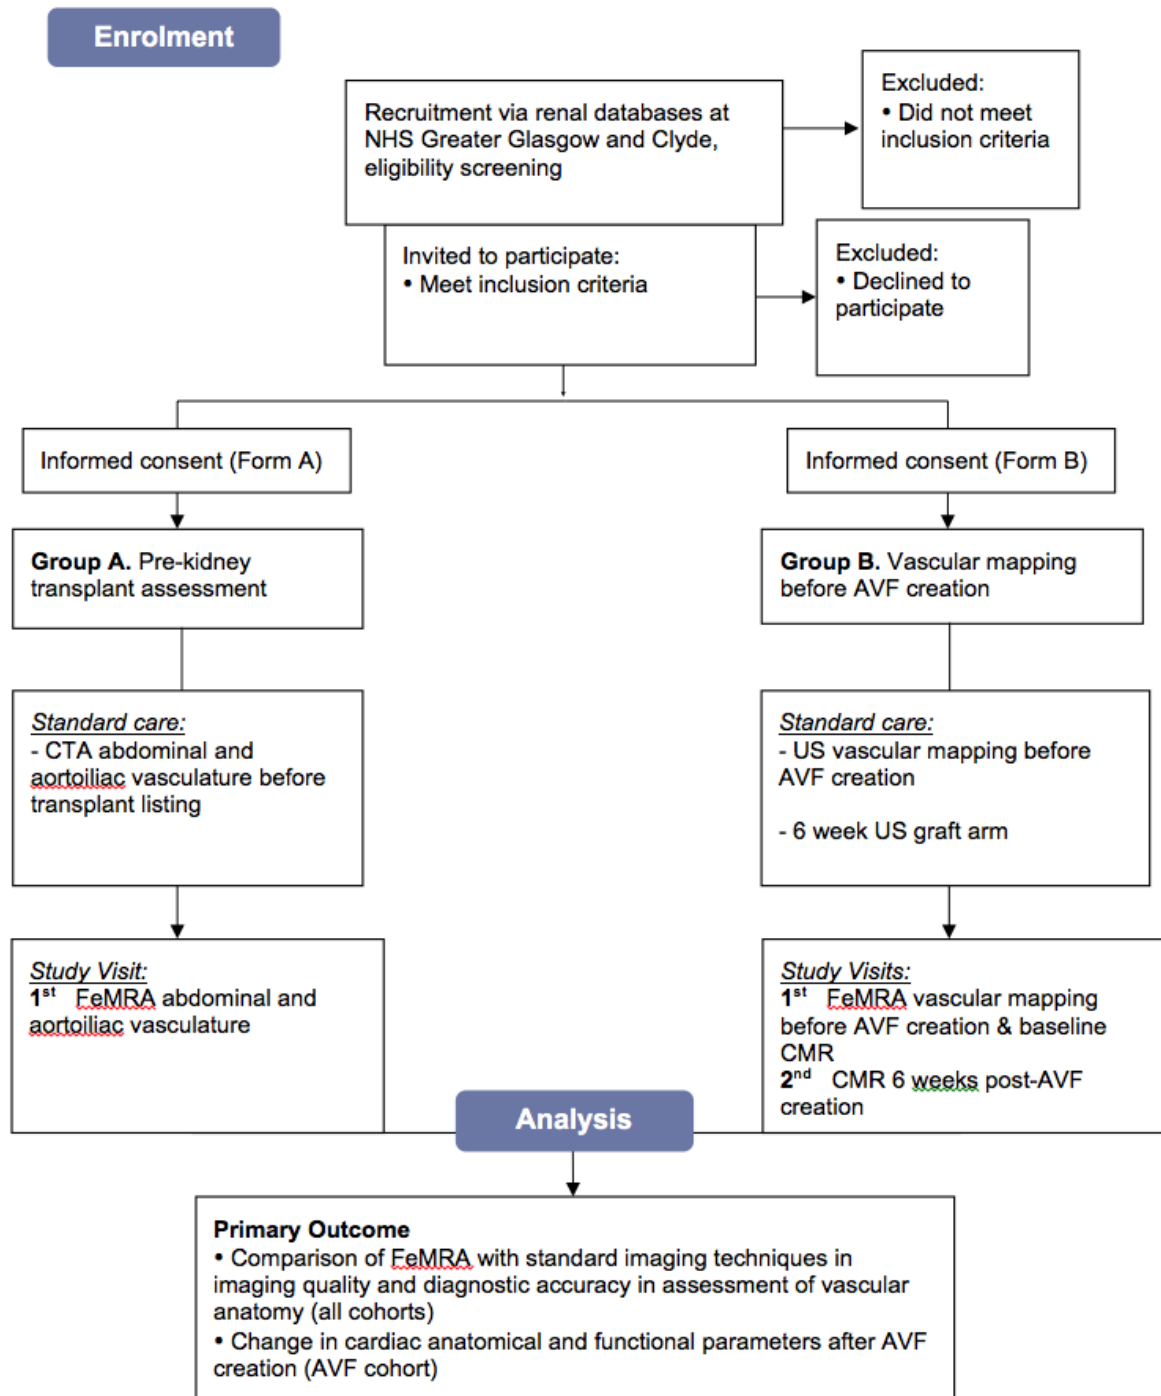 Enrolment
Recruitment via renal databases at
NHS Greater Glasgow and Clyde,
eligibility screening
Excluded:
• Did not meet
inclusion criteria
Invited to participate:
• Meet inclusion criteria
Excluded:
• Declined to
participate
Informed consent (Form A)
Informed consent (Form B)
Group A. Pre-kidney
transplant assessment
Group B. Vascular mapping
before AVF creation
Standard care:
- CTA abdominal and
aortoiliac vasculature before
transplant listing
Standard care:
- US vascular mapping before
AVF creation
- 6 week US graft arm
Study Visit:
1st FeMRA abdominal and
aortoiliac vasculature
Study Visits:
1st FeMRA vascular mapping
before AVF creation & baseline
CMR
2nd CMR 6 weeks post-AVF
creation
Analysis
Primary Outcome
• Comparison of FeMRA with standard imaging techniques in
imaging quality and diagnostic accuracy in assessment of vascular
anatomy (all cohorts)
• Change in cardiac anatomical and functional parameters after AVF
creation (AVF cohort)